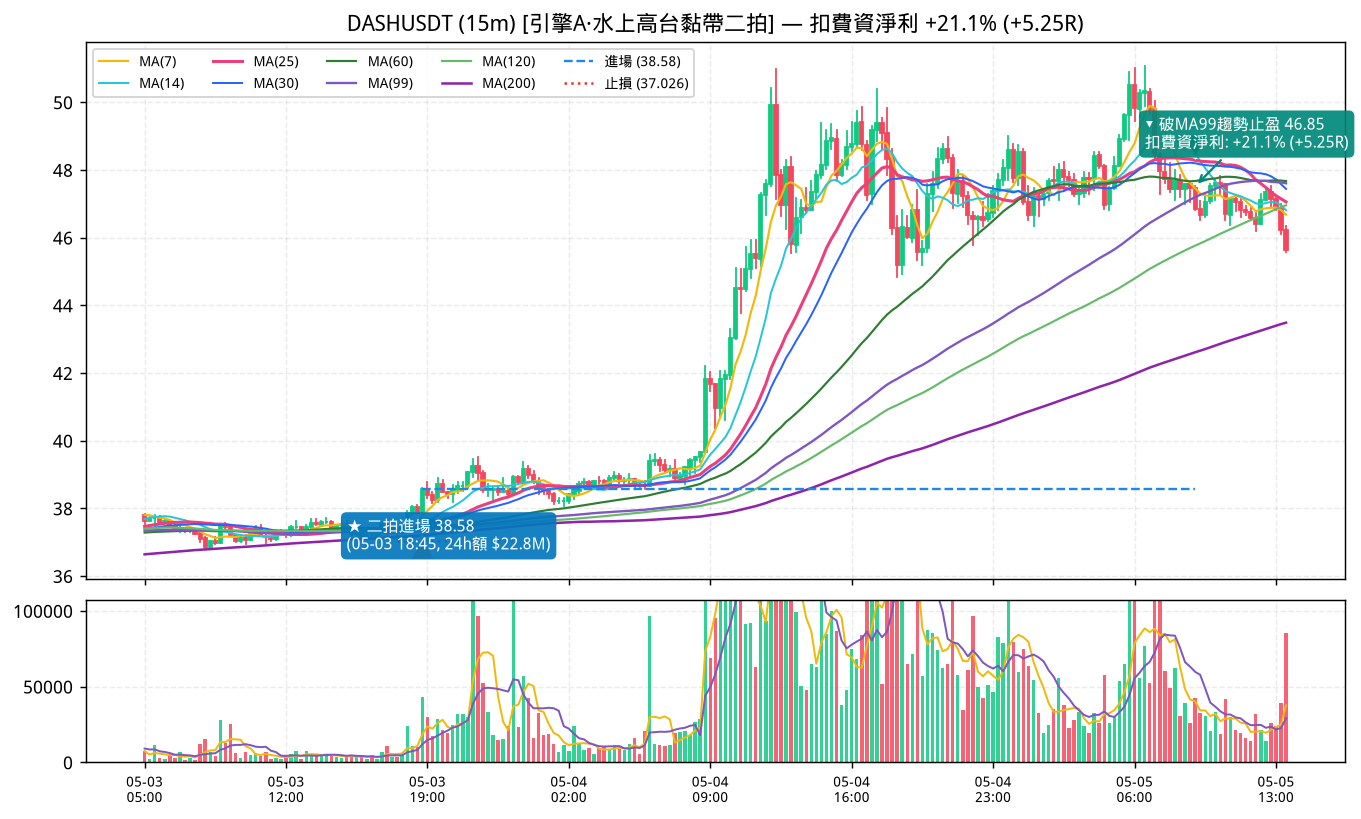 DASHUSDT (15m) [引擎A·水上高台黏帶二拍] — 扣費資淨利 +21.1% (+5.25R)
MA(7) MA(25) MA(60) MA(120) 進場 (38.58)
MA(14) MA(30) MA(99) MA(200) 止損 (37.026)
50
▼ 破MA99趨勢止盈 46.85
扣費資淨利: +21.1% (+5.25R)
48
46
44
42
40
38
★ 二拍進場 38.58
(05-03 18:45, 24h額 $22.8M)
36
100000
50000
0
05-03 05-03 05-03 05-04 05-04 05-04 05-04 05-05 05-05
05:00 12:00 19:00 02:00 09:00 16:00 23:00 06:00 13:00